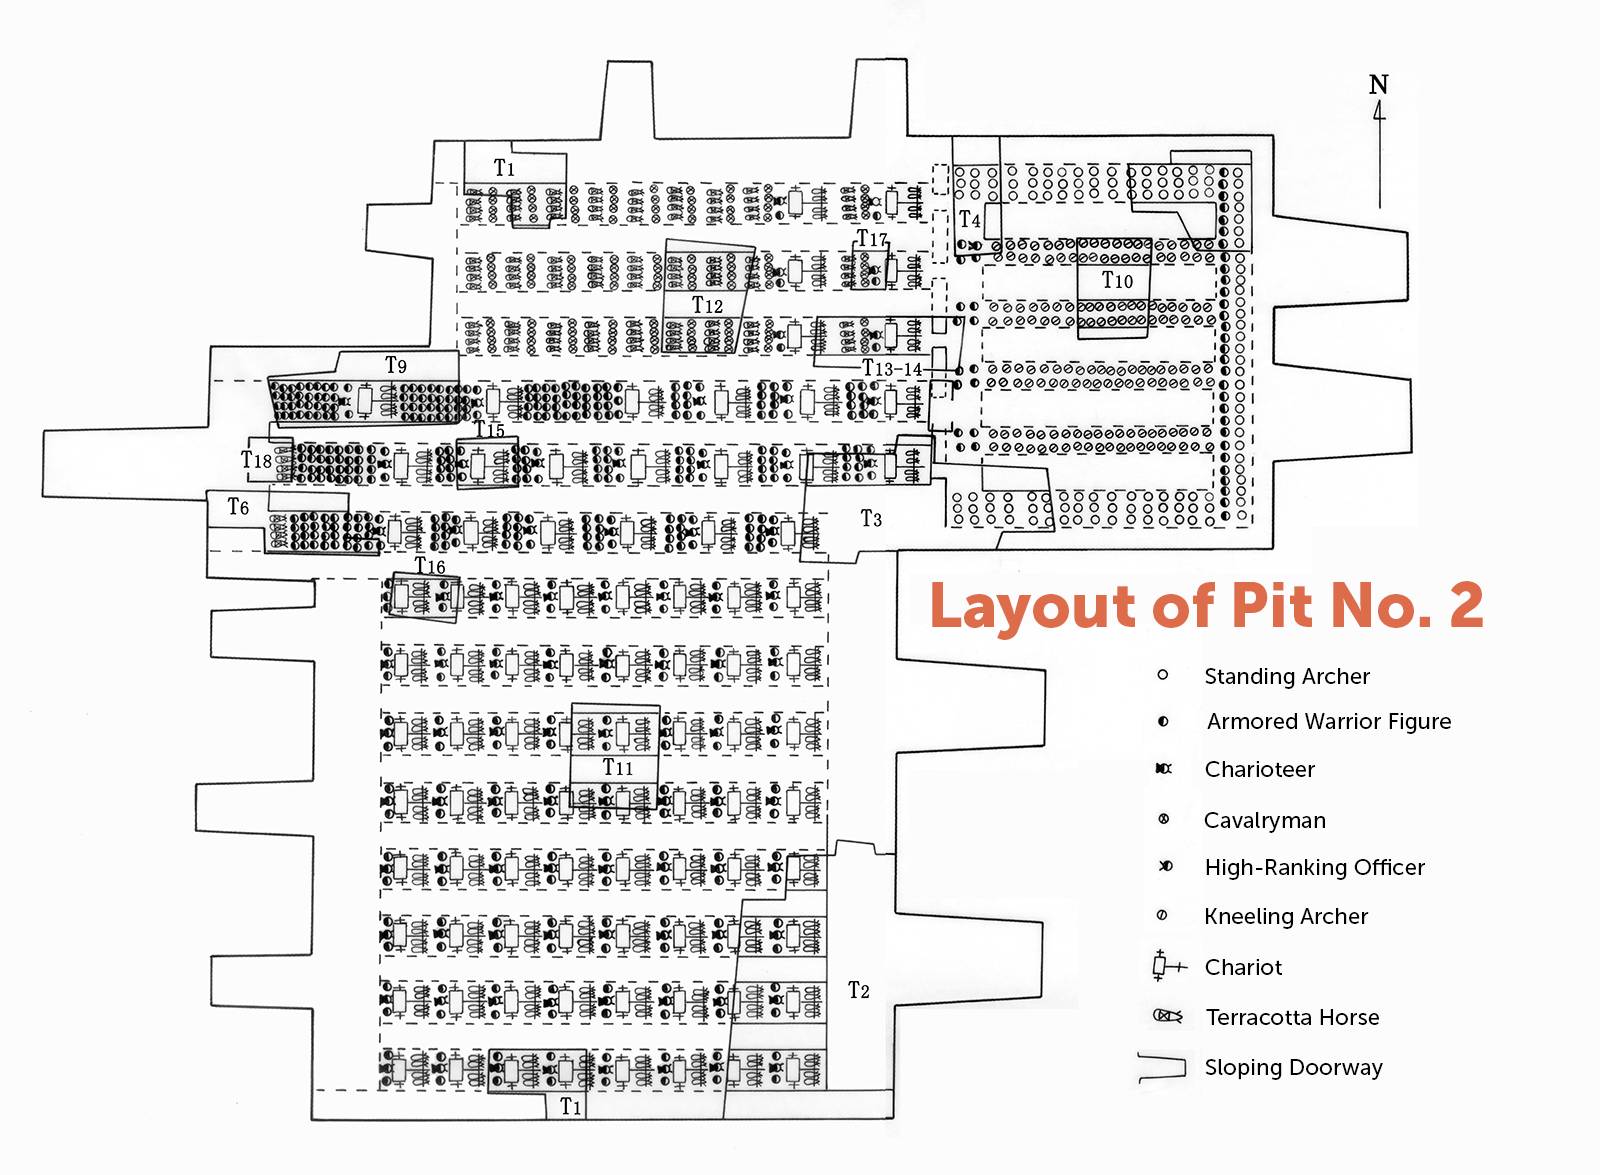 N
T1
T4
T17
T10
T12
T13-14
T9
T15
T18
T6
T3
T16
Layout of Pit No. 2
Standing Archer
Armored Warrior Figure
Charioteer
T11
Cavalryman
High-Ranking Officer
Kneeling Archer
Chariot
T2
Terracotta Horse
Sloping Doorway
T1